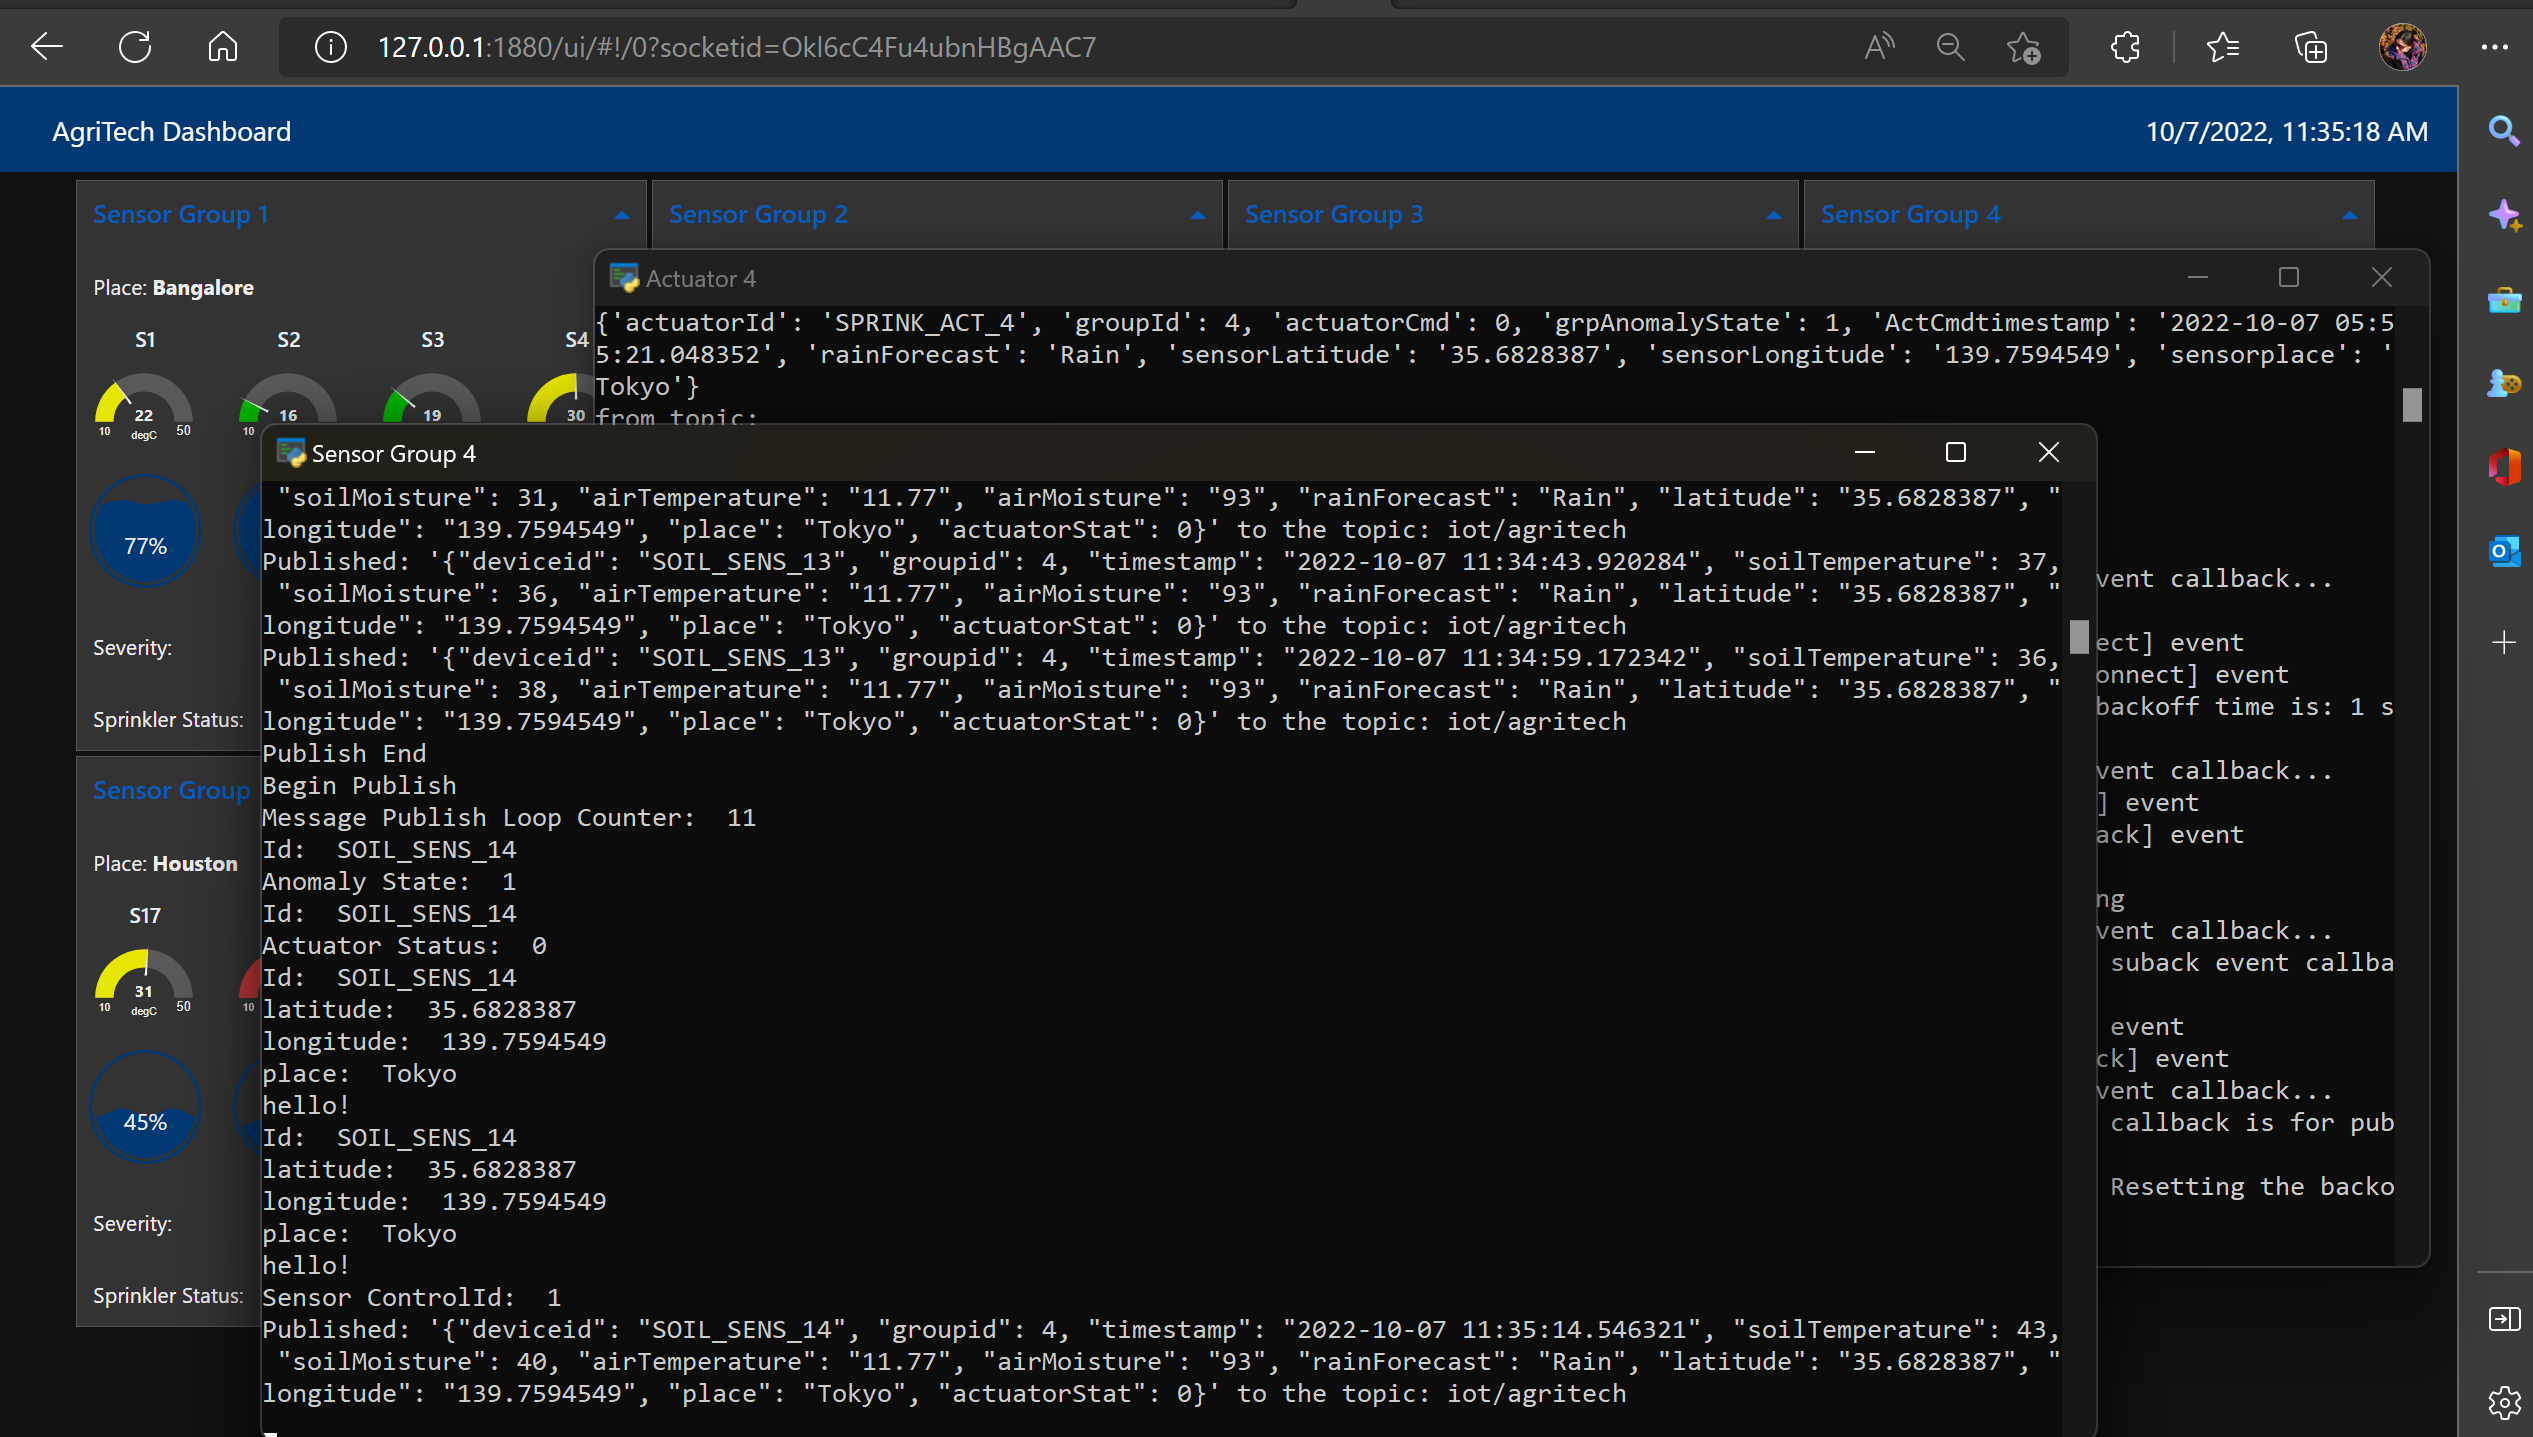 127.0.0.1:1880/ui/#!/0?socketid=Okl6cC4Fu4ubnHBgAAC7
AgriTech Dashboard
10/7/2022, 11:35:18 AM
Sensor Group 1
Sensor Group 2
Sensor Group 3
Sensor Group 4
Place: Bangalore
S1
S2
S3
S4
22
10 degC 50
16
10
19
30
77%
Severity:
Sprinkler Status:
Sensor Group
Place: Houston
S17
31
10 degC 50
10
45%
Severity:
Sprinkler Status:
Actuator 4
{'actuatorId': 'SPRINK_ACT_4', 'groupId': 4, 'actuatorCmd': 0, 'grpAnomalyState': 1, 'ActCmdtimestamp': '2022-10-07 05:5
5:21.048352', 'rainForecast': 'Rain', 'sensorLatitude': '35.6828387', 'sensorLongitude': '139.7594549', 'sensorplace': '
Tokyo'}
from topic:
vent callback...
ect] event
onnect] event
backoff time is: 1 s
vent callback...
] event
ack] event
ng
vent callback...
suback event callba
event
ck] event
vent callback...
callback is for pub
Resetting the backo
Sensor Group 4
"soilMoisture": 31, "airTemperature": "11.77", "airMoisture": "93", "rainForecast": "Rain", "latitude": "35.6828387", "
longitude": "139.7594549", "place": "Tokyo", "actuatorStat": 0}' to the topic: iot/agritech
Published: '{"deviceid": "SOIL_SENS_13", "groupid": 4, "timestamp": "2022-10-07 11:34:43.920284", "soilTemperature": 37,
"soilMoisture": 36, "airTemperature": "11.77", "airMoisture": "93", "rainForecast": "Rain", "latitude": "35.6828387", "
longitude": "139.7594549", "place": "Tokyo", "actuatorStat": 0}' to the topic: iot/agritech
Published: '{"deviceid": "SOIL_SENS_13", "groupid": 4, "timestamp": "2022-10-07 11:34:59.172342", "soilTemperature": 36,
"soilMoisture": 38, "airTemperature": "11.77", "airMoisture": "93", "rainForecast": "Rain", "latitude": "35.6828387", "
longitude": "139.7594549", "place": "Tokyo", "actuatorStat": 0}' to the topic: iot/agritech
Publish End
Begin Publish
Message Publish Loop Counter:  11
Id:  SOIL_SENS_14
Anomaly State:  1
Id:  SOIL_SENS_14
Actuator Status:  0
Id:  SOIL_SENS_14
latitude:  35.6828387
longitude:  139.7594549
place:  Tokyo
hello!
Id:  SOIL_SENS_14
latitude:  35.6828387
longitude:  139.7594549
place:  Tokyo
hello!
Sensor ControlId:  1
Published: '{"deviceid": "SOIL_SENS_14", "groupid": 4, "timestamp": "2022-10-07 11:35:14.546321", "soilTemperature": 43,
"soilMoisture": 40, "airTemperature": "11.77", "airMoisture": "93", "rainForecast": "Rain", "latitude": "35.6828387", "
longitude": "139.7594549", "place": "Tokyo", "actuatorStat": 0}' to the topic: iot/agritech